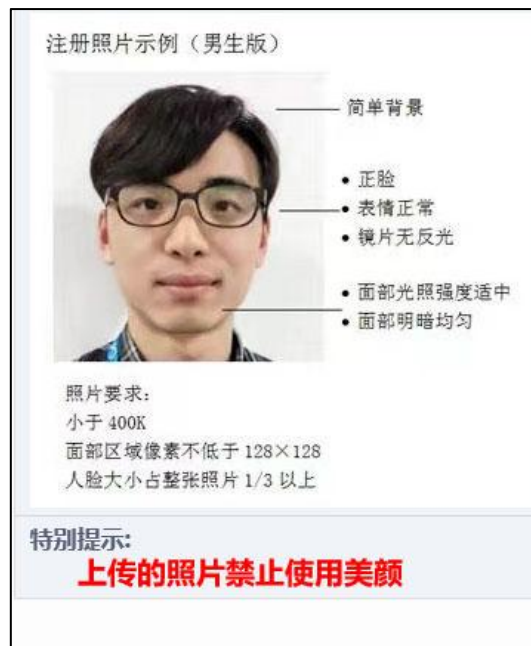 注册照片示例（男生版）
简单背景
• 正脸
• 表情正常
• 镜片无反光
• 面部光照强度适中
• 面部明暗均匀
照片要求：
小于 400K
面部区域像素不低于 128×128
人脸大小占整张照片 1/3 以上
特别提示:
上传的照片禁止使用美颜